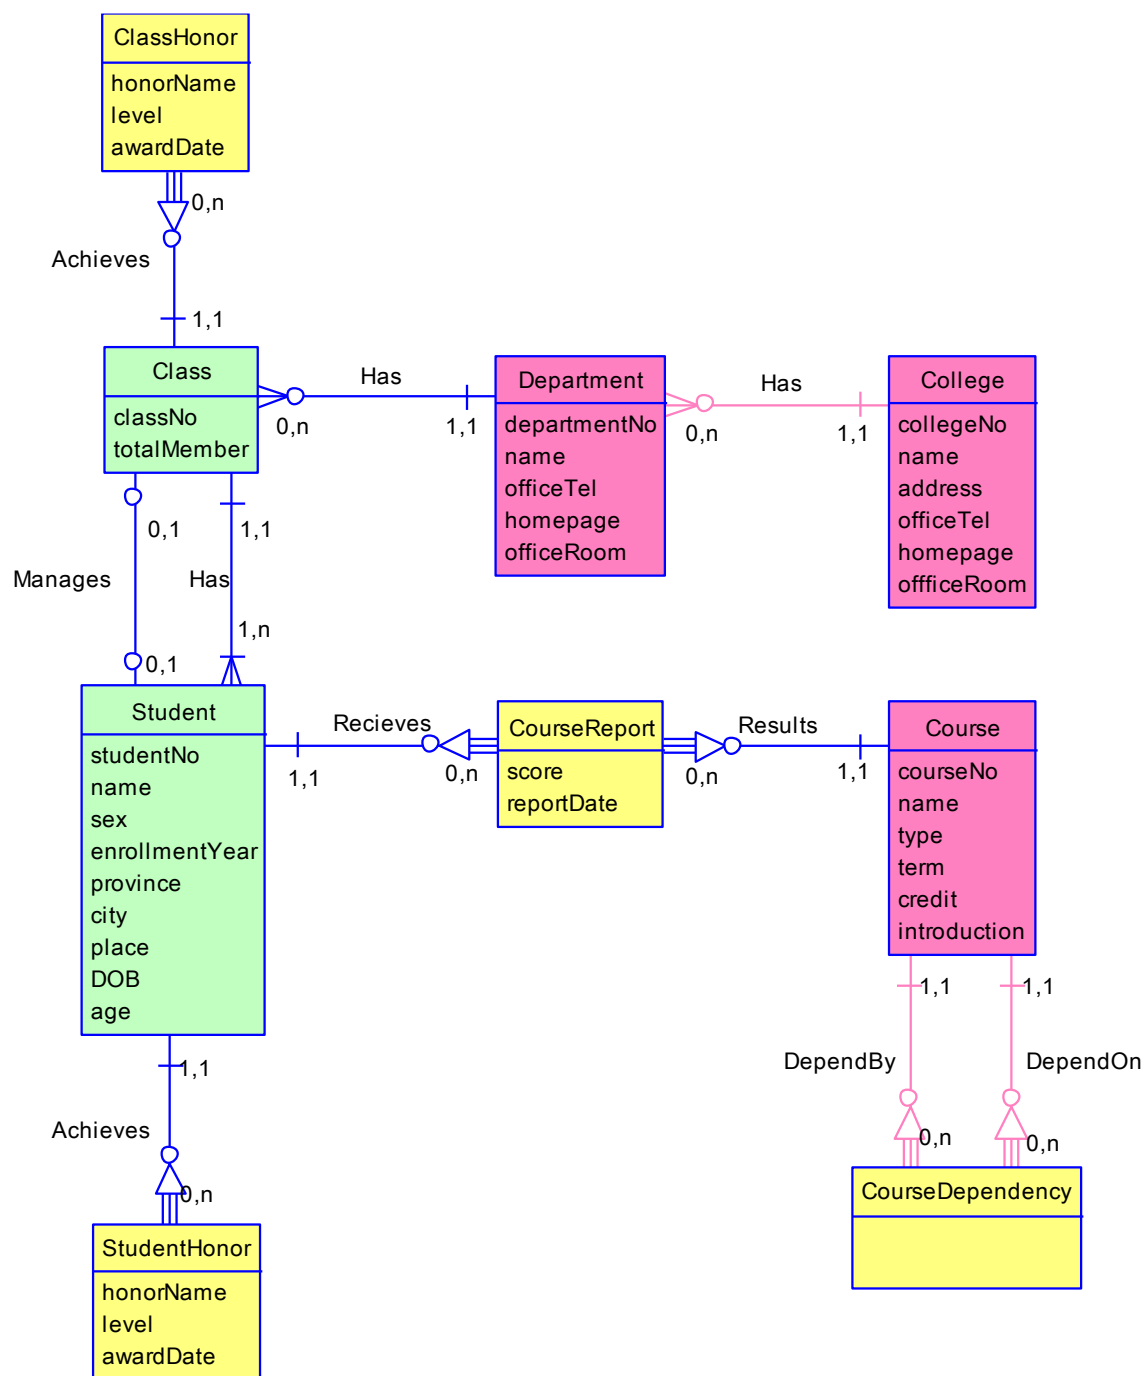 ClassHonor
honorName
level
awardDate
0,n
Achieves
1,1
Class
classNo
totalMember
Has
0,n
1,1
Department
departmentNo
name
officeTel
homepage
officeRoom
Has
0,n
1,1
College
collegeNo
name
address
officeTel
homepage
offficeRoom
0,1
1,1
Manages
Has
0,1
1,n
Student
studentNo
name
sex
enrollmentYear
province
city
place
DOB
age
Recieves
1,1
0,n
CourseReport
score
reportDate
Results
0,n
1,1
Course
courseNo
name
type
term
credit
introduction
1,1
1,1
DependBy
DependOn
0,n
0,n
CourseDependency
1,1
Achieves
0,n
StudentHonor
honorName
level
awardDate